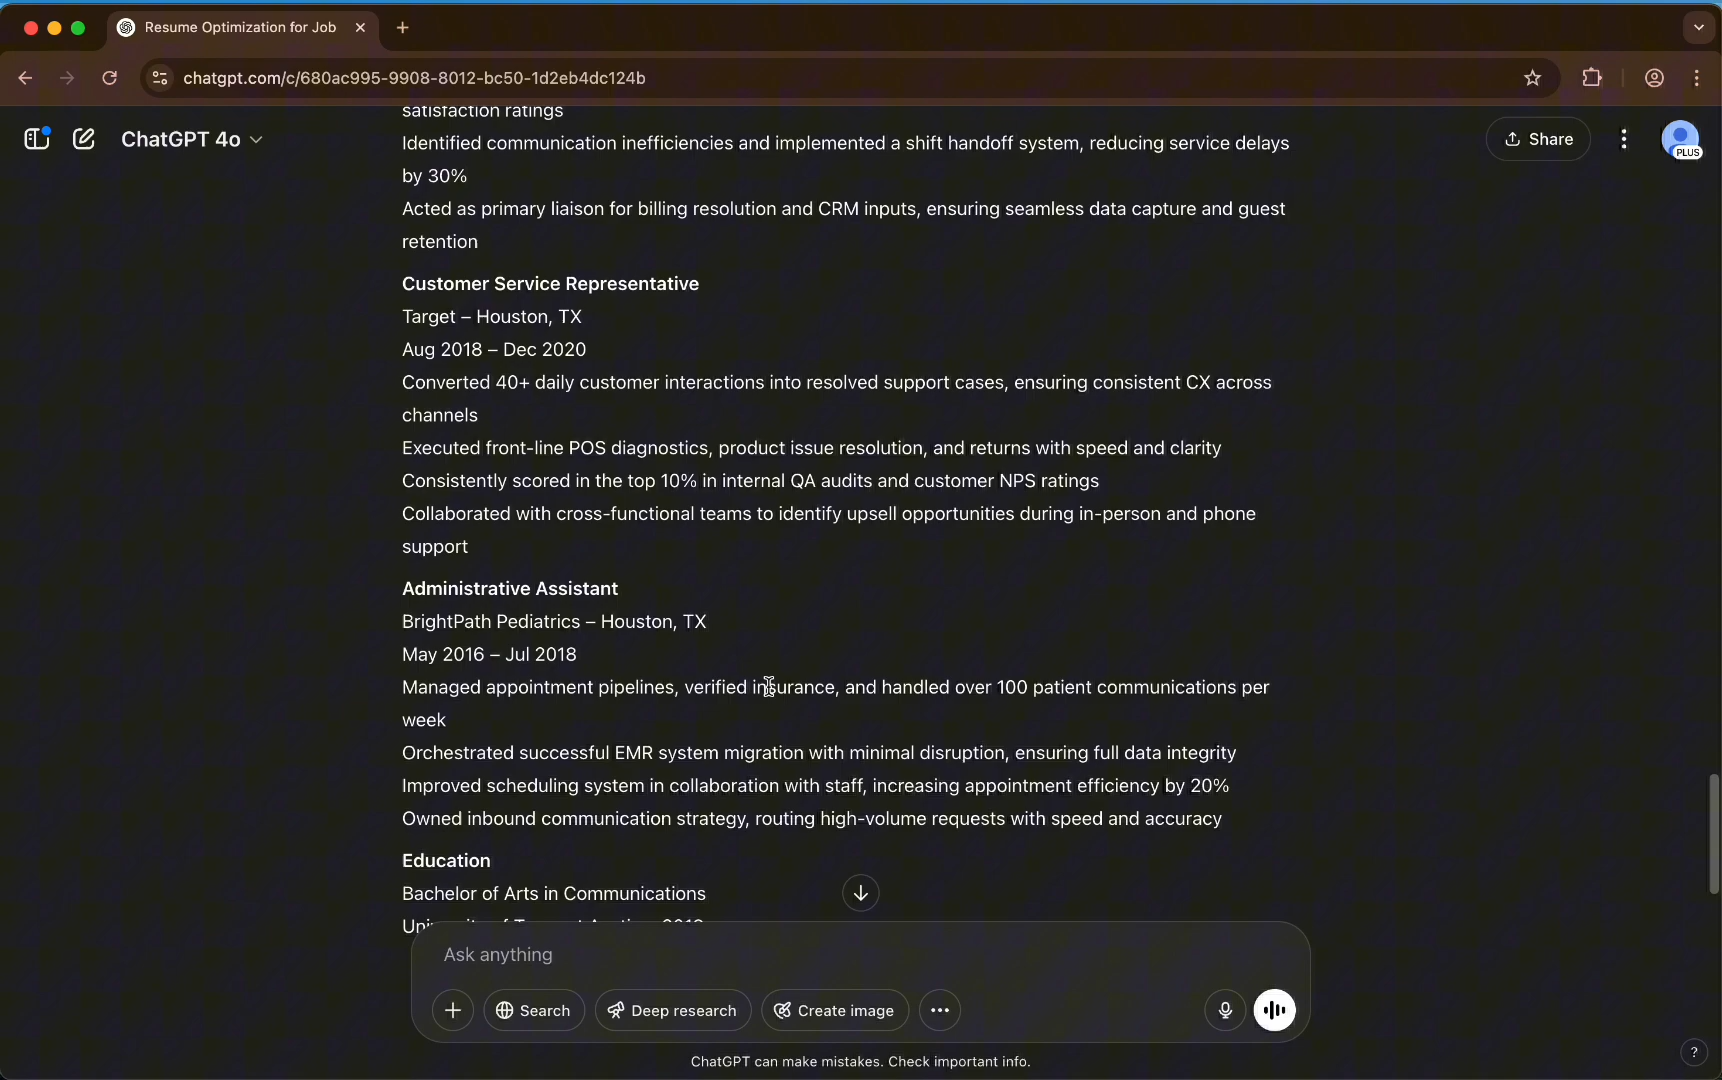 Resume Optimization for Job
chatgpt.com/c/680ac995-9908-8012-bc50-1d2eb4dc124b
satisfaction ratings
ChatGPT 4o
Share
PLUS
Identified communication inefficiencies and implemented a shift handoff system, reducing service delays
by 30%
Acted as primary liaison for billing resolution and CRM inputs, ensuring seamless data capture and guest
retention
Customer Service Representative
Target – Houston, TX
Aug 2018 – Dec 2020
Converted 40+ daily customer interactions into resolved support cases, ensuring consistent CX across
channels
Executed front-line POS diagnostics, product issue resolution, and returns with speed and clarity
Consistently scored in the top 10% in internal QA audits and customer NPS ratings
Collaborated with cross-functional teams to identify upsell opportunities during in-person and phone
support
Administrative Assistant
BrightPath Pediatrics – Houston, TX
May 2016 – Jul 2018
Managed appointment pipelines, verified insurance, and handled over 100 patient communications per
week
Orchestrated successful EMR system migration with minimal disruption, ensuring full data integrity
Improved scheduling system in collaboration with staff, increasing appointment efficiency by 20%
Owned inbound communication strategy, routing high-volume requests with speed and accuracy
Education
Bachelor of Arts in Communications
Ask anything
Search
Deep research
Create image
ChatGPT can make mistakes. Check important info.
?